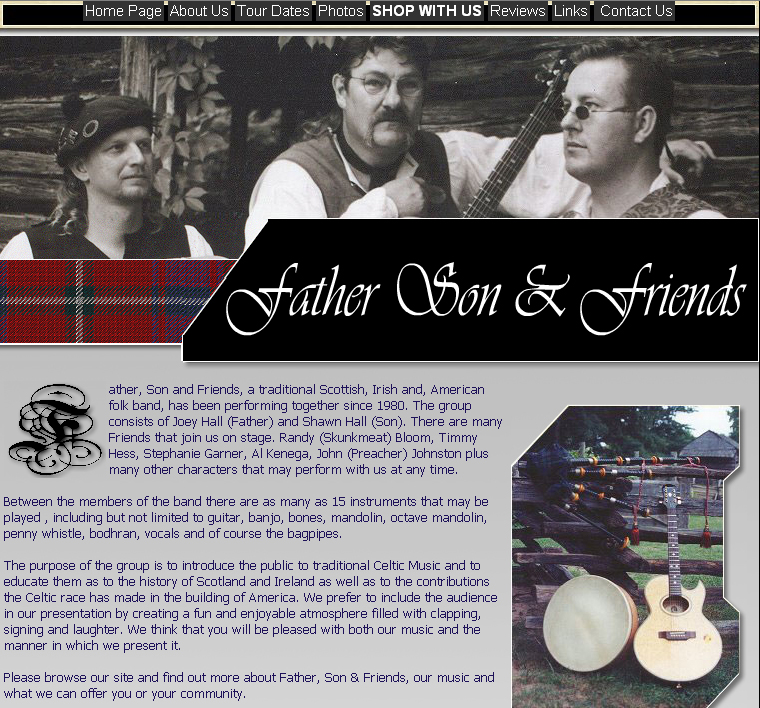 Home Page About Us Tour Dates Photos SHOP WITH US Reviews Links Contact Us
Father Son & Friends
Father, Son and Friends, a traditional Scottish, Irish and, American
folk band, has been performing together since 1980. The group
consists of Joey Hall (Father) and Shawn Hall (Son). There are many
Friends that join us on stage. Randy (Skunkmeat) Bloom, Timmy
Hess, Stephanie Garner, Al Kenega, John (Preacher) Johnston plus
many other characters that may perform with us at any time.
Between the members of the band there are as many as 15 instruments that may be
played , including but not limited to guitar, banjo, bones, mandolin, octave mandolin,
penny whistle, bodhran, vocals and of course the bagpipes.
The purpose of the group is to introduce the public to traditional Celtic Music and to
educate them as to the history of Scotland and Ireland as well as to the contributions
the Celtic race has made in the building of America. We prefer to include the audience
in our presentation by creating a fun and enjoyable atmosphere filled with clapping,
signing and laughter. We think that you will be pleased with both our music and the
manner in which we present it.
Please browse our site and find out more about Father, Son & Friends, our music and
what we can offer you or your community.